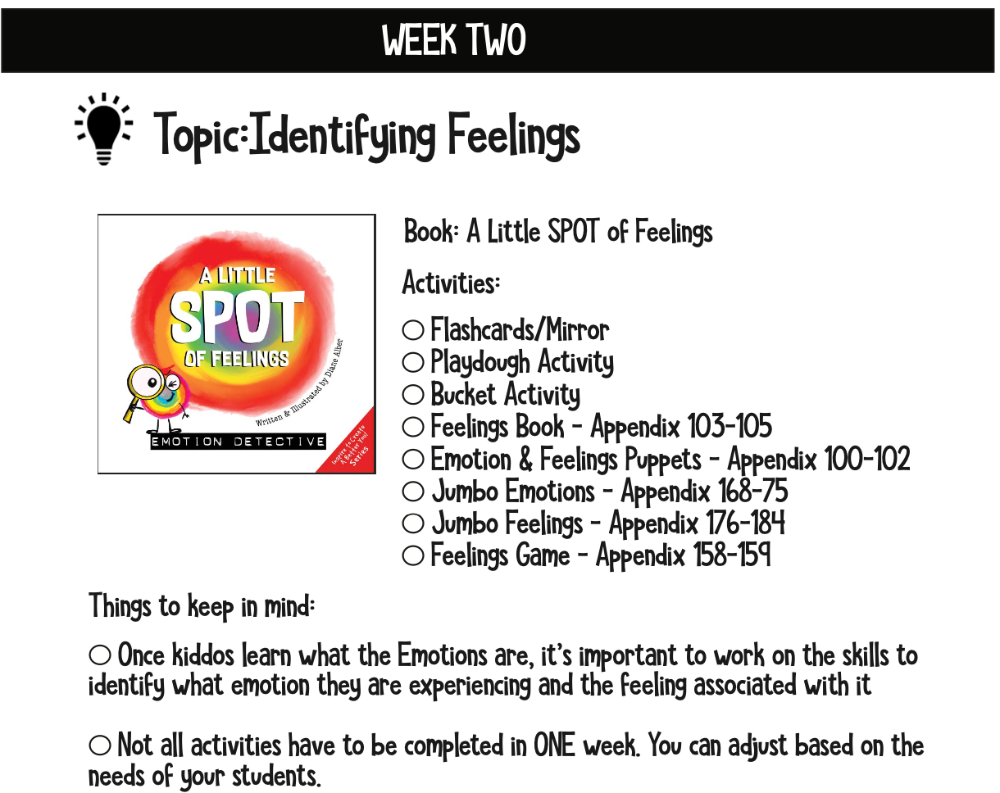 WEEK TWO
Topic:Identifying Feelings
A LITTLE
SPOT
OF FEELINGS
Written & Illustrated by Diane Alber
EMOTION DETECTIVE
Inspire to Create
A Better You!
Series
Book: A Little SPOT of Feelings
Activities:
Flashcards/Mirror
Playdough Activity
Bucket Activity
Feelings Book - Appendix 103-105
Emotion & Feelings Puppets - Appendix 100-102
Jumbo Emotions - Appendix 168-75
Jumbo Feelings - Appendix 176-184
Feelings Game - Appendix 158-159
Things to keep in mind:
Once kiddos learn what the Emotions are, it's important to work on the skills to
identify what emotion they are experiencing and the feeling associated with it
Not all activities have to be completed in ONE week. You can adjust based on the
needs of your students.